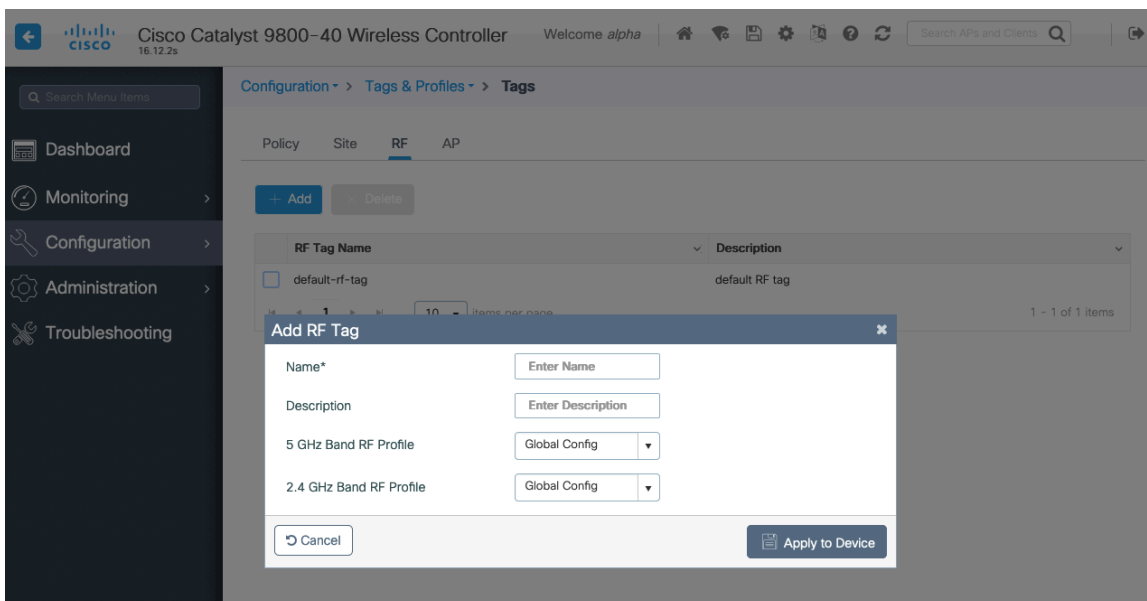 CISCO
Cisco Catalyst 9800-40 Wireless Controller
16.12.2s
Welcome alpha
Search APs and Clients
Search Menu Items
Dashboard
Monitoring
Configuration
Administration
Troubleshooting
Configuration > Tags & Profiles > Tags
Policy Site RF AP
+ Add × Delete
RF Tag Name Description
default-rf-tag default RF tag
1 10 items per page 1 - 1 of 1 items
Add RF Tag
Name* Enter Name
Description Enter Description
5 GHz Band RF Profile Global Config
2.4 GHz Band RF Profile Global Config
Cancel Apply to Device